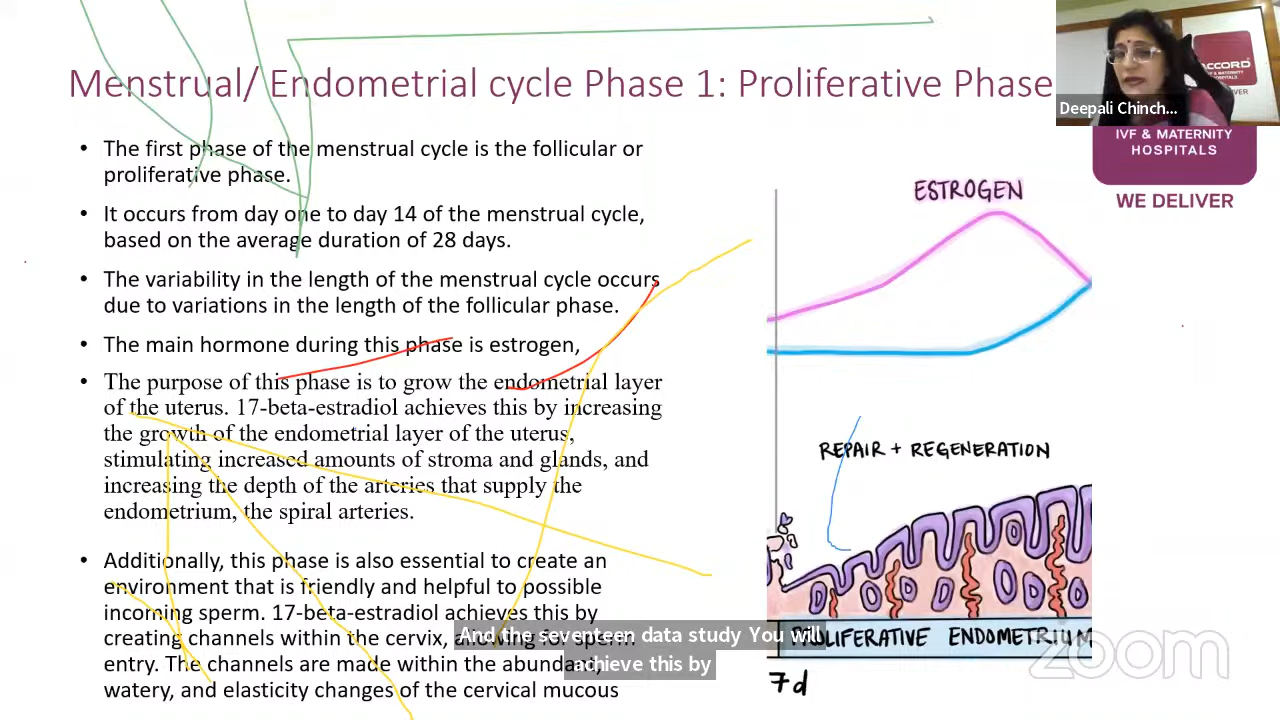 Menstrual/ Endometrial cycle Phase 1: Proliferative Phase
ACCORD
IVF & MATERNITY
HOSPITALS
Deepali Chinch...
IVF & MATERNITY
HOSPITALS
WE DELIVER
• The first phase of the menstrual cycle is the follicular or
proliferative phase.
• It occurs from day one to day 14 of the menstrual cycle,
based on the average duration of 28 days.
• The variability in the length of the menstrual cycle occurs
due to variations in the length of the follicular phase.
• The main hormone during this phase is estrogen,
• The purpose of this phase is to grow the endometrial layer
of the uterus. 17-beta-estradiol achieves this by increasing
the growth of the endometrial layer of the uterus,
stimulating increased amounts of stroma and glands, and
increasing the depth of the arteries that supply the
endometrium, the spiral arteries.
• Additionally, this phase is also essential to create an
environment that is friendly and helpful to possible
incoming sperm. 17-beta-estradiol achieves this by
creating channels within the cervix, allowing for sperm
entry. The channels are made within the abundant,
watery, and elasticity changes of the cervical mucous
ESTROGEN
REPAIR + REGENERATION
PROLIFERATIVE ENDOMETRIUM
7d
And the seventeen data study You will
achieve this by
zoom